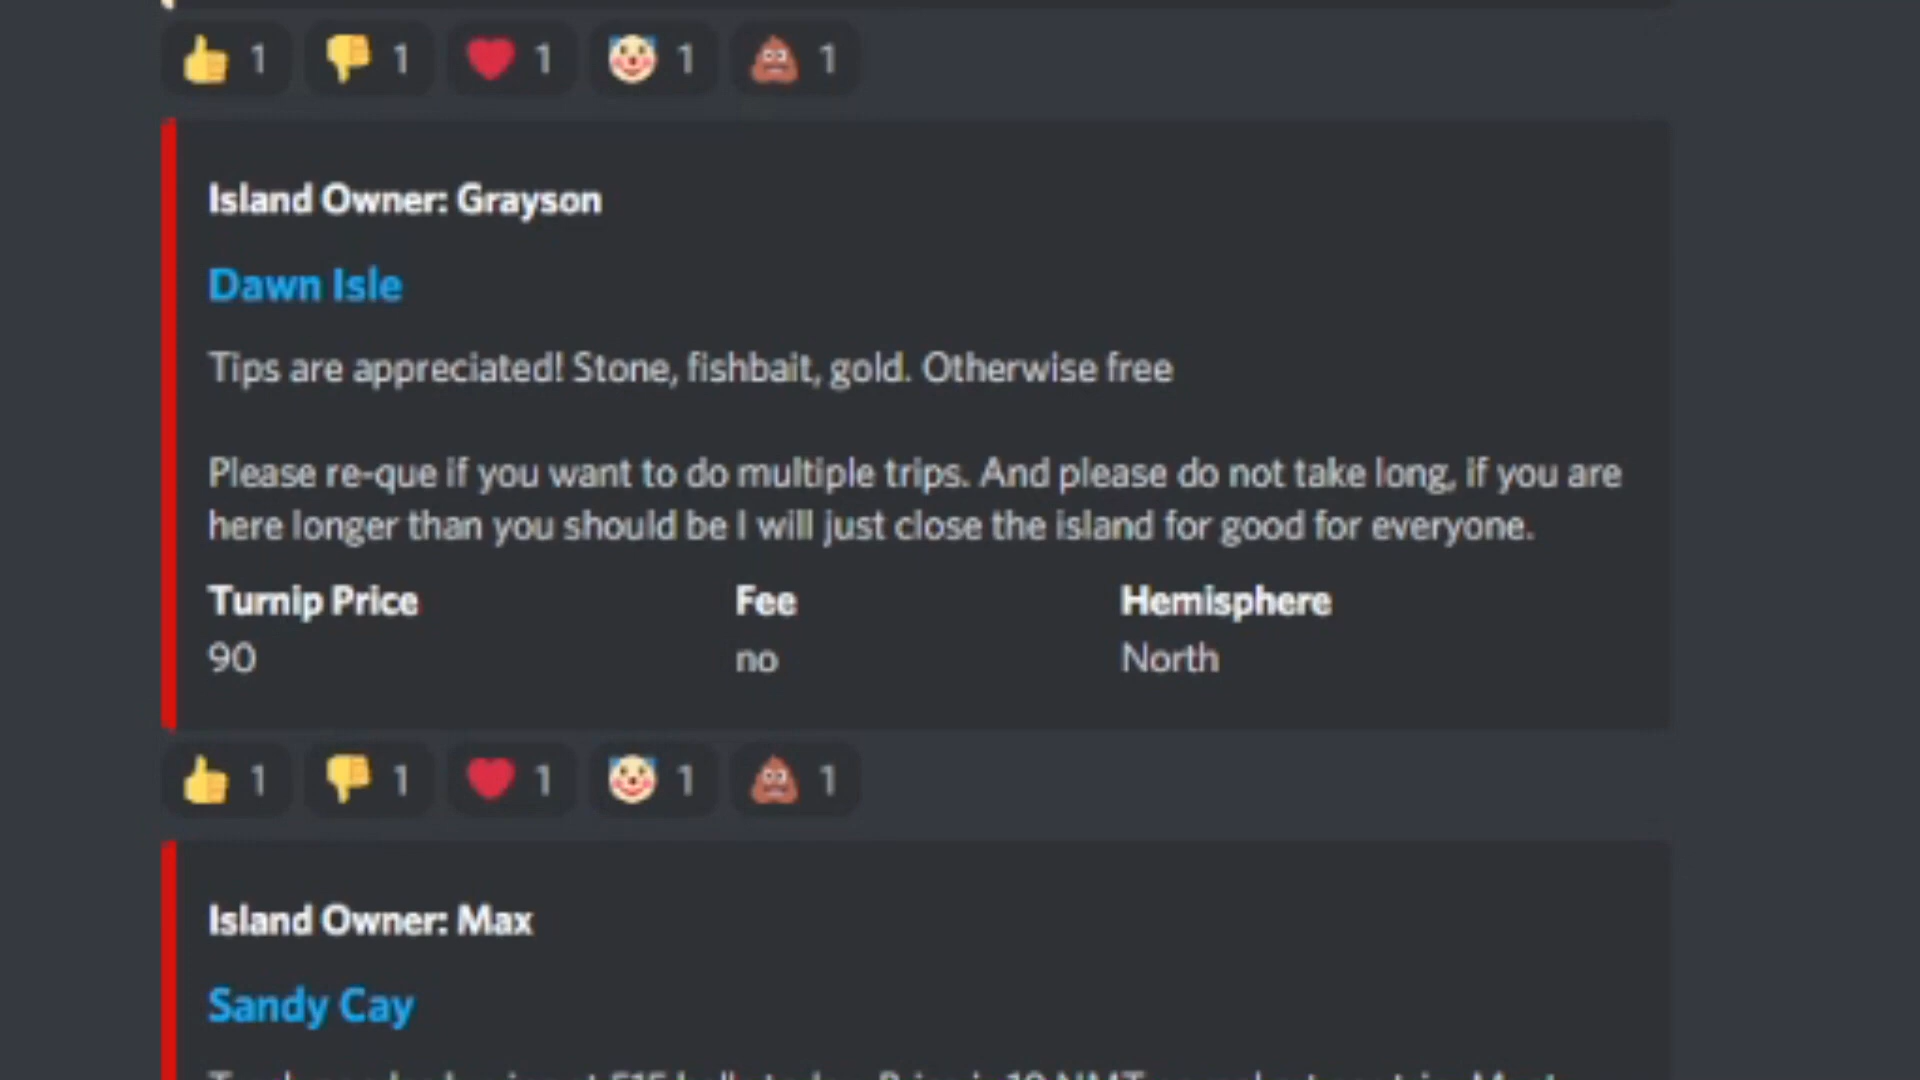 1 1 1 1 1
Island Owner: Grayson
Dawn Isle
Tips are appreciated! Stone, fishbait, gold. Otherwise free
Please re-que if you want to do multiple trips. And please do not take long, if you are
here longer than you should be I will just close the island for good for everyone.
Turnip Price Fee Hemisphere
90 no North
1 1 1 1 1
Island Owner: Max
Sandy Cay